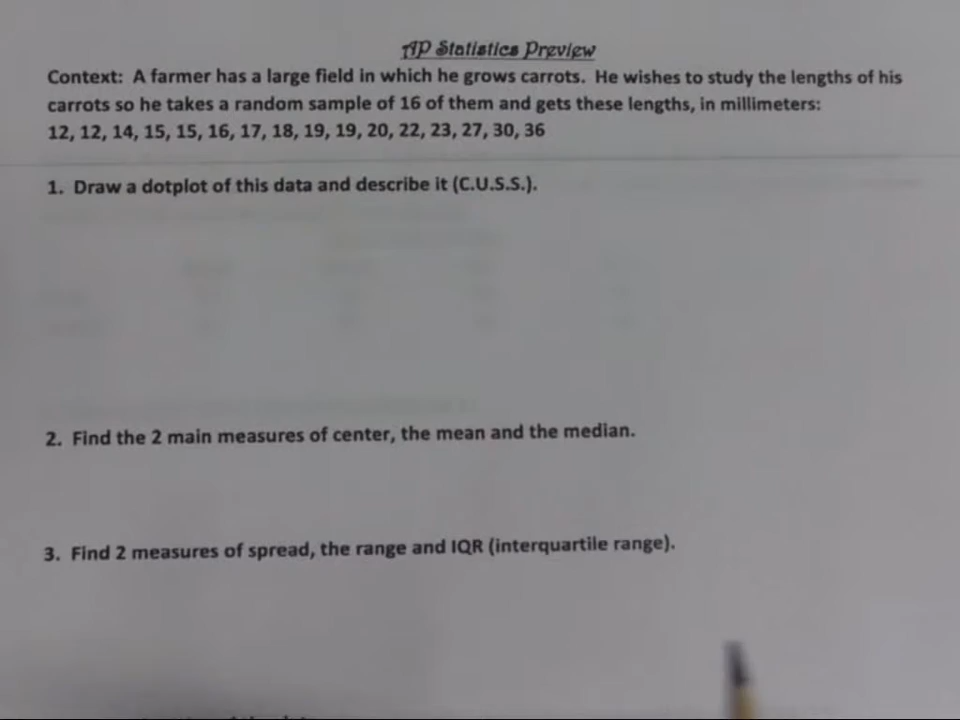 AP Statistics Preview
Context: A farmer has a large field in which he grows carrots. He wishes to study the lengths of his
carrots so he takes a random sample of 16 of them and gets these lengths, in millimeters:
12, 12, 14, 15, 15, 16, 17, 18, 19, 19, 20, 22, 23, 27, 30, 36
1. Draw a dotplot of this data and describe it (C.U.S.S.).
2. Find the 2 main measures of center, the mean and the median.
3. Find 2 measures of spread, the range and IQR (interquartile range).